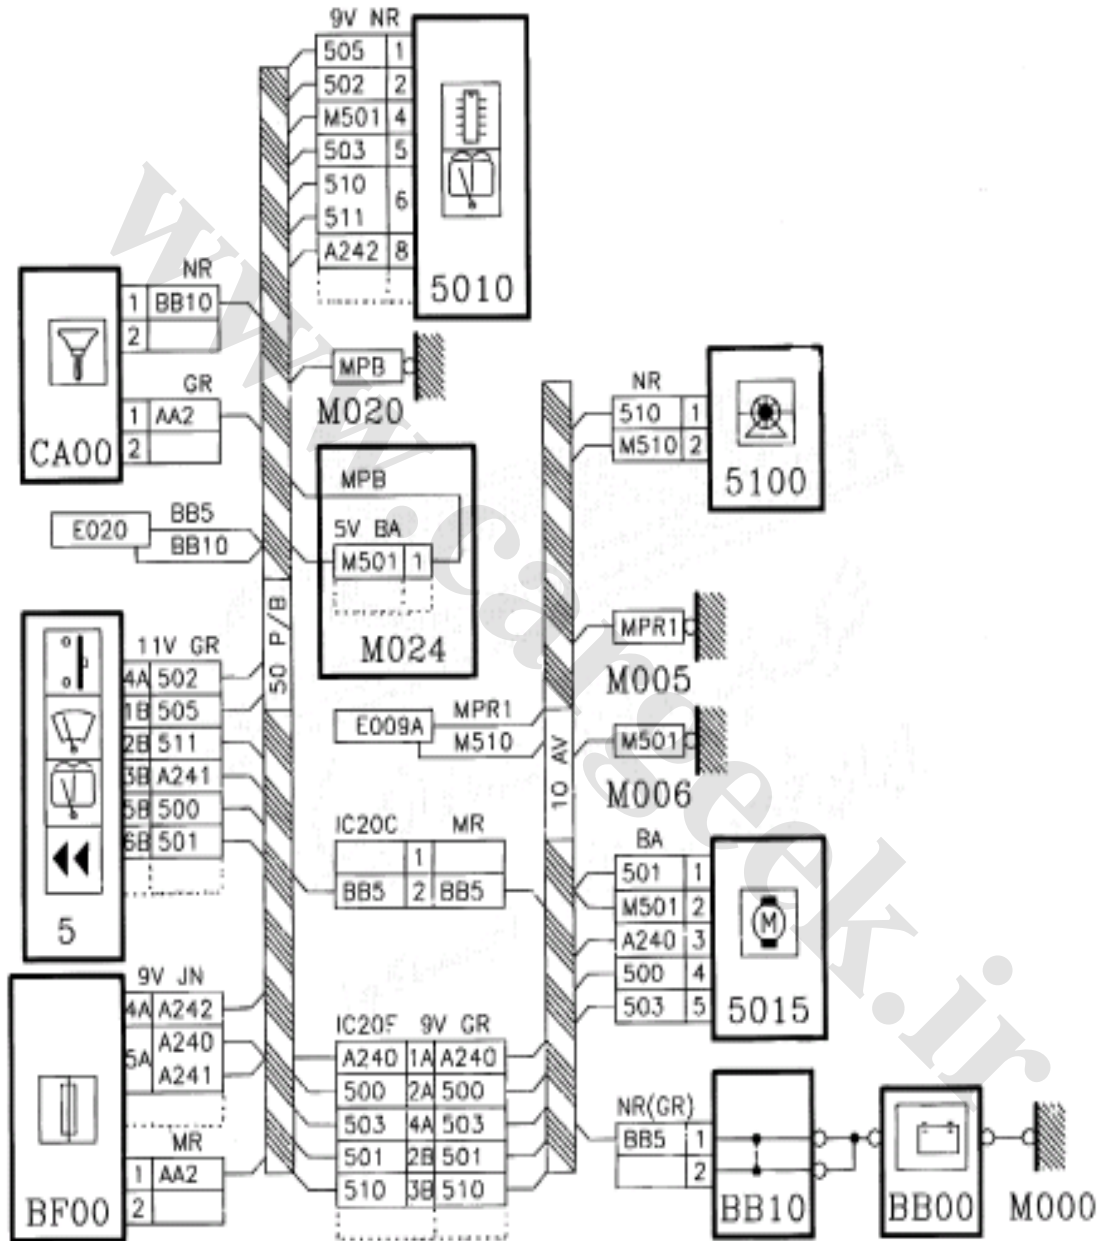 9V NR
505 1
502 2
M501 4
503 5
510
6
511
A242 8
5010
NR
1 BB10
2
GR
1 AA2
2
CA00
MPB
M020
MPB
5V BA
M501 1
M024
E020
BB5
BB10
50 P/B
NR
510 1
M510 2
5100
11V GR
4A 502
1B 505
2B 511
3B A241
5B 500
6B 501
5
MPR1
M005
E009A
MPR1
M510
M501
M006
10 AV
IC20C MR
1
BB5 2 BB5
BA
501 1
M501 2
A240 3
500 4
503 5
M
5015
9V JN
4A A242
A240
5A
A241
MR
1 AA2
2
BF00
IC20F 9V GR
A240 1A A240
500 2A 500
503 4A 503
501 2B 501
510 3B 510
NR(GR)
BB5 1
2
BB10
BB00
M000
www.cargeek.ir